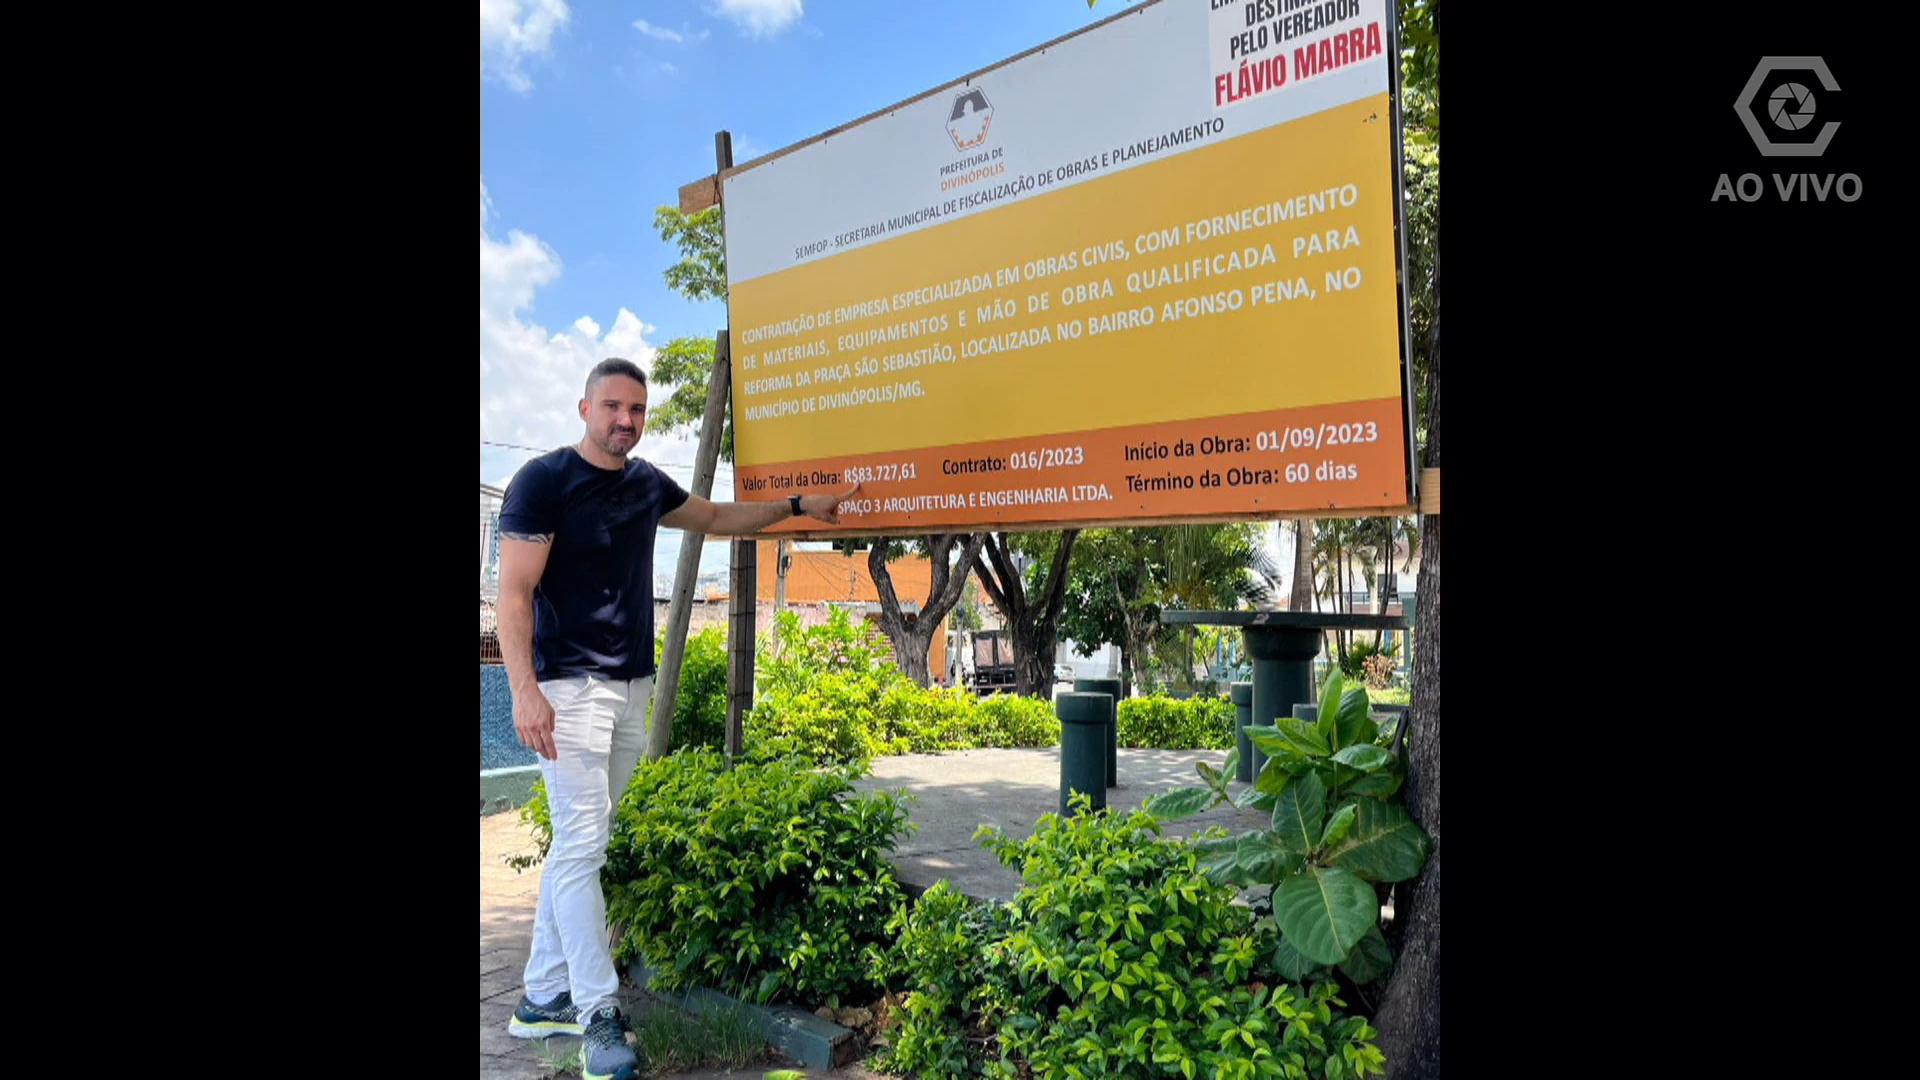 DESTINA
PELO VEREADOR
FLÁVIO MARRA
PREFEITURA DE
DIVINÓPOLIS
SEMFOP - SECRETARIA MUNICIPAL DE FISCALIZAÇÃO DE OBRAS E PLANEJAMENTO
CONTRATAÇÃO DE EMPRESA ESPECIALIZADA EM OBRAS CIVIS, COM FORNECIMENTO
DE MATERIAIS, EQUIPAMENTOS E MÃO DE OBRA QUALIFICADA PARA
REFORMA DA PRAÇA SÃO SEBASTIÃO, LOCALIZADA NO BAIRRO AFONSO PENA, NO
MUNICÍPIO DE DIVINÓPOLIS/MG.
Valor Total da Obra: R$83.727,61 Contrato: 016/2023 Início da Obra: 01/09/2023
SPAÇO 3 ARQUITETURA E ENGENHARIA LTDA. Término da Obra: 60 dias
AO VIVO